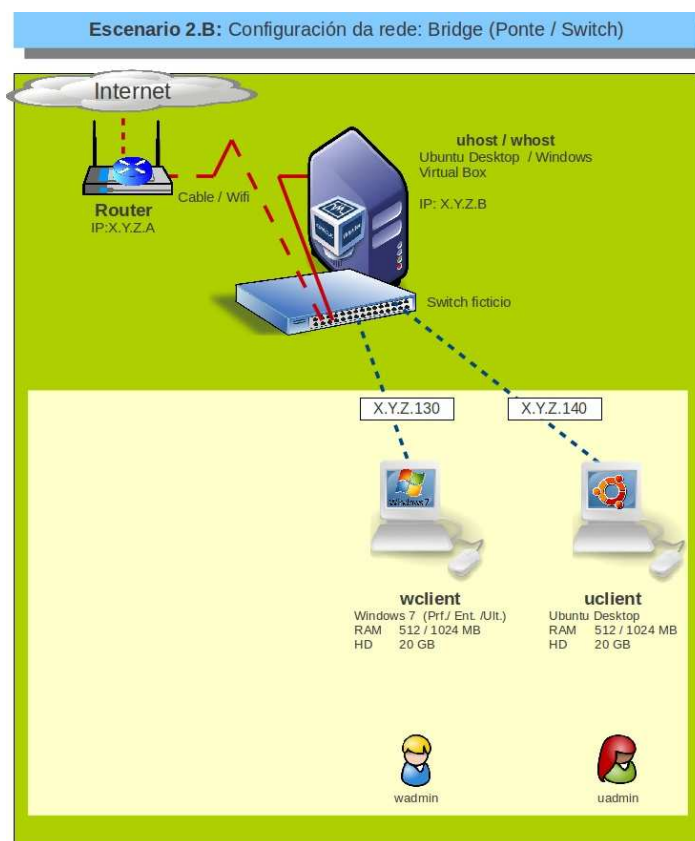 Escenario 2.B: Configuración da rede: Bridge (Ponte / Switch)
Internet
Router
IP:X.Y.Z.A
Cable / Wifi
uhost / whost
Ubuntu Desktop / Windows
Virtual Box
IP: X.Y.Z.B
Switch ficticio
X.Y.Z.130
X.Y.Z.140
wclient
Windows 7 (Prf./ Ent. /Ult.)
RAM 512 / 1024 MB
HD 20 GB
uclient
Ubuntu Desktop
RAM 512 / 1024 MB
HD 20 GB
wadmin
uadmin